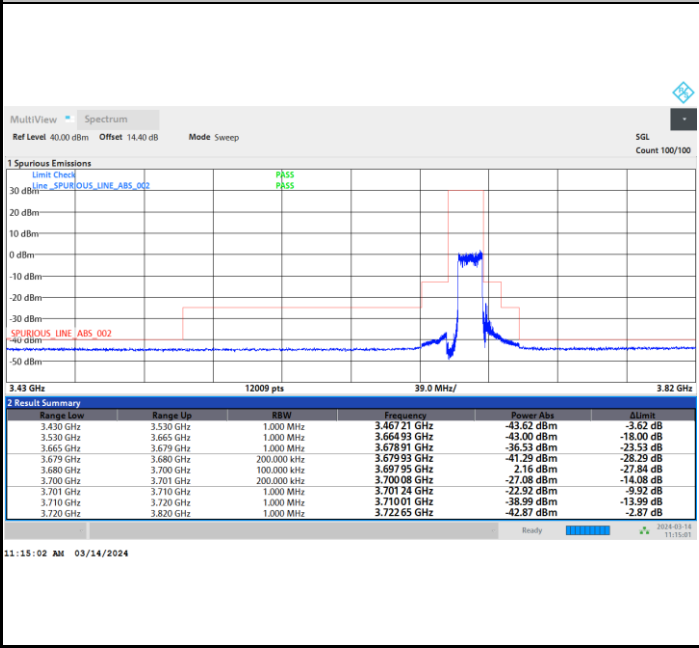 MultiView Spectrum
Ref Level 40.00 dBm Offset 14.40 dB Mode Sweep SGL
Count 100/100
1 Spurious Emissions
Limit Check PASS
Line _SPURIOUS_LINE_ABS_002 PASS
30 dBm
20 dBm
10 dBm
0 dBm
-10 dBm
-20 dBm
-30 dBm
SPURIOUS_LINE_ABS_002
-40 dBm
-50 dBm
3.43 GHz 12009 pts 39.0 MHz/ 3.82 GHz
2 Result Summary
Range Low Range Up RBW Frequency Power Abs ΔLimit
3.430 GHz 3.530 GHz 1.000 MHz 3.467 21 GHz -43.62 dBm -3.62 dB
3.530 GHz 3.665 GHz 1.000 MHz 3.664 93 GHz -43.00 dBm -18.00 dB
3.665 GHz 3.679 GHz 1.000 MHz 3.678 91 GHz -36.53 dBm -23.53 dB
3.679 GHz 3.680 GHz 200.000 kHz 3.679 93 GHz -41.29 dBm -28.29 dB
3.680 GHz 3.700 GHz 100.000 kHz 3.697 95 GHz 2.16 dBm -27.84 dB
3.700 GHz 3.701 GHz 200.000 kHz 3.700 08 GHz -27.08 dBm -14.08 dB
3.701 GHz 3.710 GHz 1.000 MHz 3.701 24 GHz -22.92 dBm -9.92 dB
3.710 GHz 3.720 GHz 1.000 MHz 3.710 01 GHz -38.99 dBm -13.99 dB
3.720 GHz 3.820 GHz 1.000 MHz 3.722 65 GHz -42.87 dBm -2.87 dB
Ready 2024-03-14
11:15:01
11:15:02 AM 03/14/2024